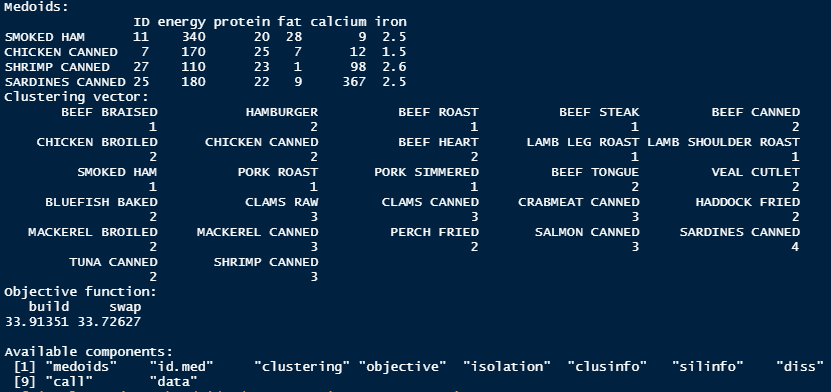 Medoids:
ID energy protein fat calcium iron
SMOKED HAM 11 340 20 28 9 2.5
CHICKEN CANNED 7 170 25 7 12 1.5
SHRIMP CANNED 27 110 23 1 98 2.6
SARDINES CANNED 25 180 22 9 367 2.5
Clustering vector:
BEEF BRAISED HAMBURGER BEEF ROAST BEEF STEAK BEEF CANNED
1 2 1 1 2
CHICKEN BROILED CHICKEN CANNED BEEF HEART LAMB LEG ROAST LAMB SHOULDER ROAST
2 2 2 1 1
SMOKED HAM PORK ROAST PORK SIMMERED BEEF TONGUE VEAL CUTLET
1 1 1 2 2
BLUEFISH BAKED CLAMS RAW CLAMS CANNED CRABMEAT CANNED HADDOCK FRIED
2 3 3 3 2
MACKEREL BROILED MACKEREL CANNED PERCH FRIED SALMON CANNED SARDINES CANNED
2 3 2 3 4
TUNA CANNED SHRIMP CANNED
2 3
Objective function:
build swap
33.91351 33.72627
Available components:
[1] "medoids" "id.med" "clustering" "objective" "isolation" "clusinfo" "silinfo" "diss"
[9] "call" "data"